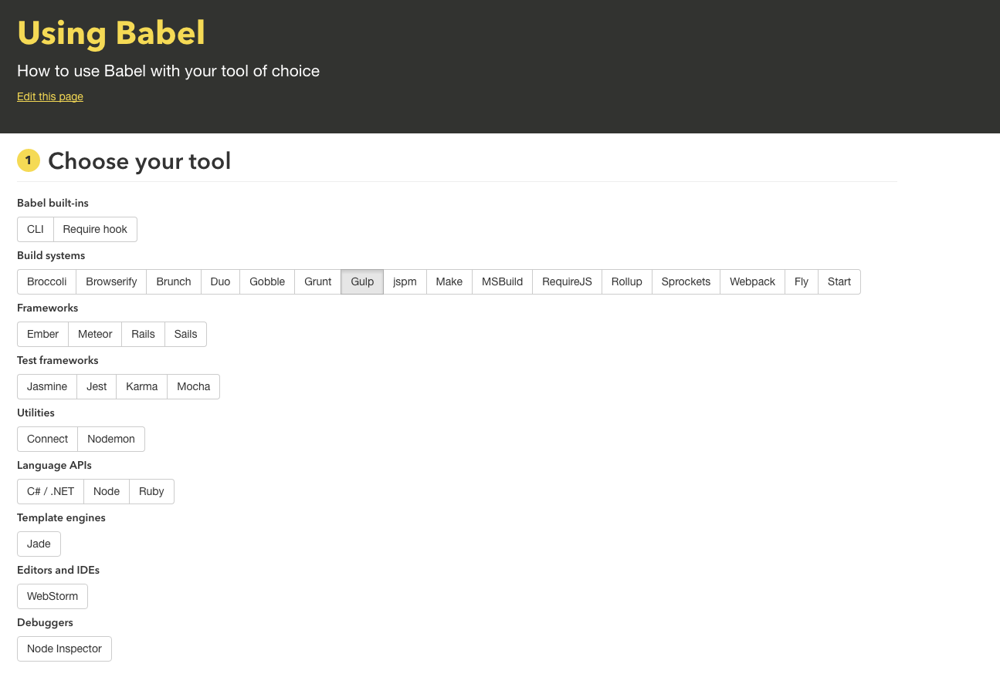 Using Babel
How to use Babel with your tool of choice
Edit this page
1 Choose your tool
Babel built-ins
CLI Require hook
Build systems
Broccoli Browserify Brunch Duo Gobble Grunt Gulp jspm Make MSBuild RequireJS Rollup Sprockets Webpack Fly Start
Frameworks
Ember Meteor Rails Sails
Test frameworks
Jasmine Jest Karma Mocha
Utilities
Connect Nodemon
Language APIs
C# / .NET Node Ruby
Template engines
Jade
Editors and IDEs
WebStorm
Debuggers
Node Inspector